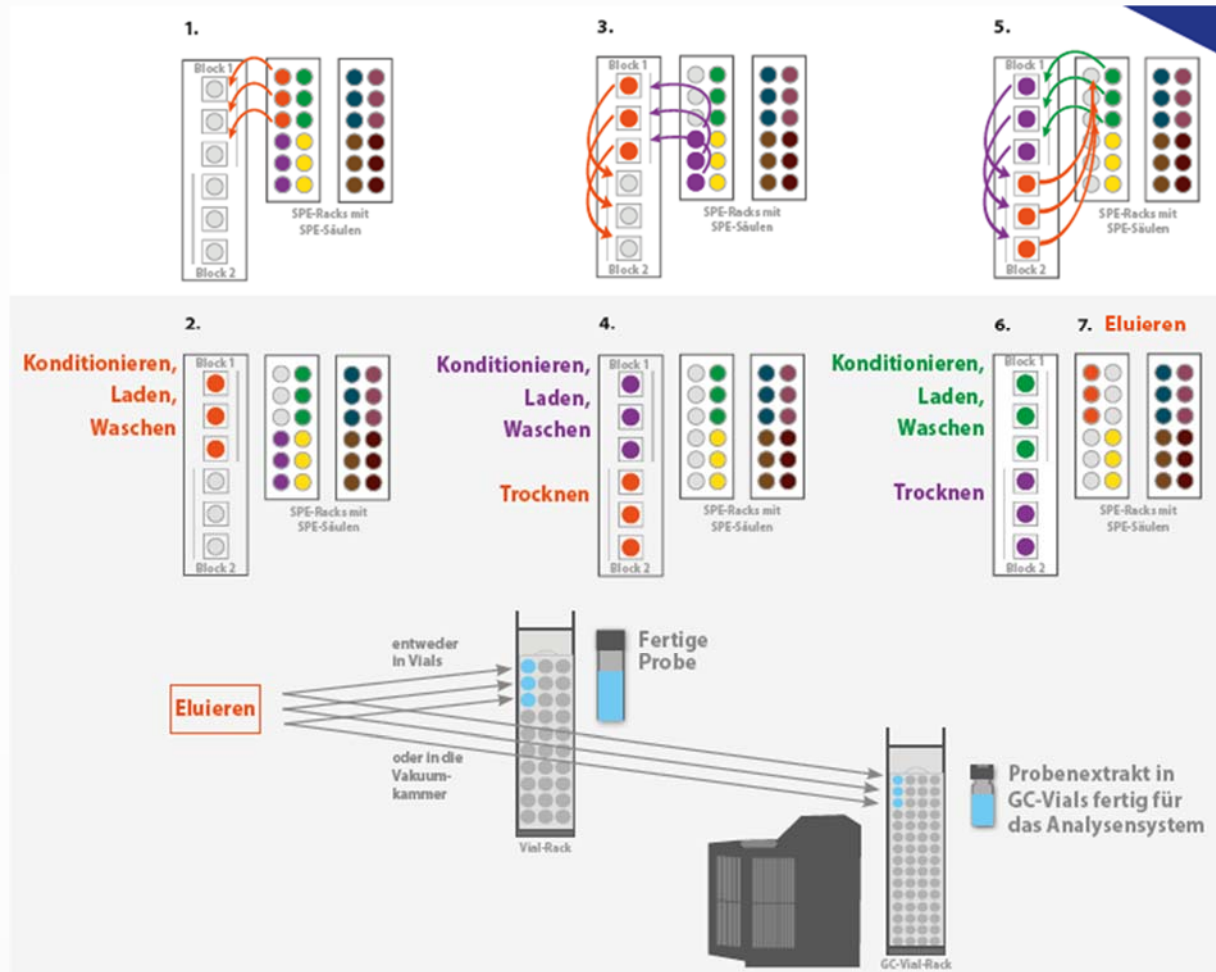 1.
Block 1
Block 2
SPE-Racks mit
SPE-Säulen
3.
Block 1
Block 2
SPE-Racks mit
SPE-Säulen
5.
Block 1
Block 2
SPE-Racks mit
SPE-Säulen
2.
Konditionieren,
Laden,
Waschen
Block 1
Block 2
SPE-Racks mit
SPE-Säulen
4.
Konditionieren,
Laden,
Waschen
Trocknen
Block 1
Block 2
SPE-Racks mit
SPE-Säulen
6.
7. Eluieren
Konditionieren,
Laden,
Waschen
Trocknen
Block 1
Block 2
SPE-Racks mit
SPE-Säulen
Eluieren
entweder
in Vials
oder in die
Vakuum-
kammer
Vial-Rack
Fertige
Probe
GC-Vial-Rack
Probenextrakt in
GC-Vials fertig für
das Analysensystem